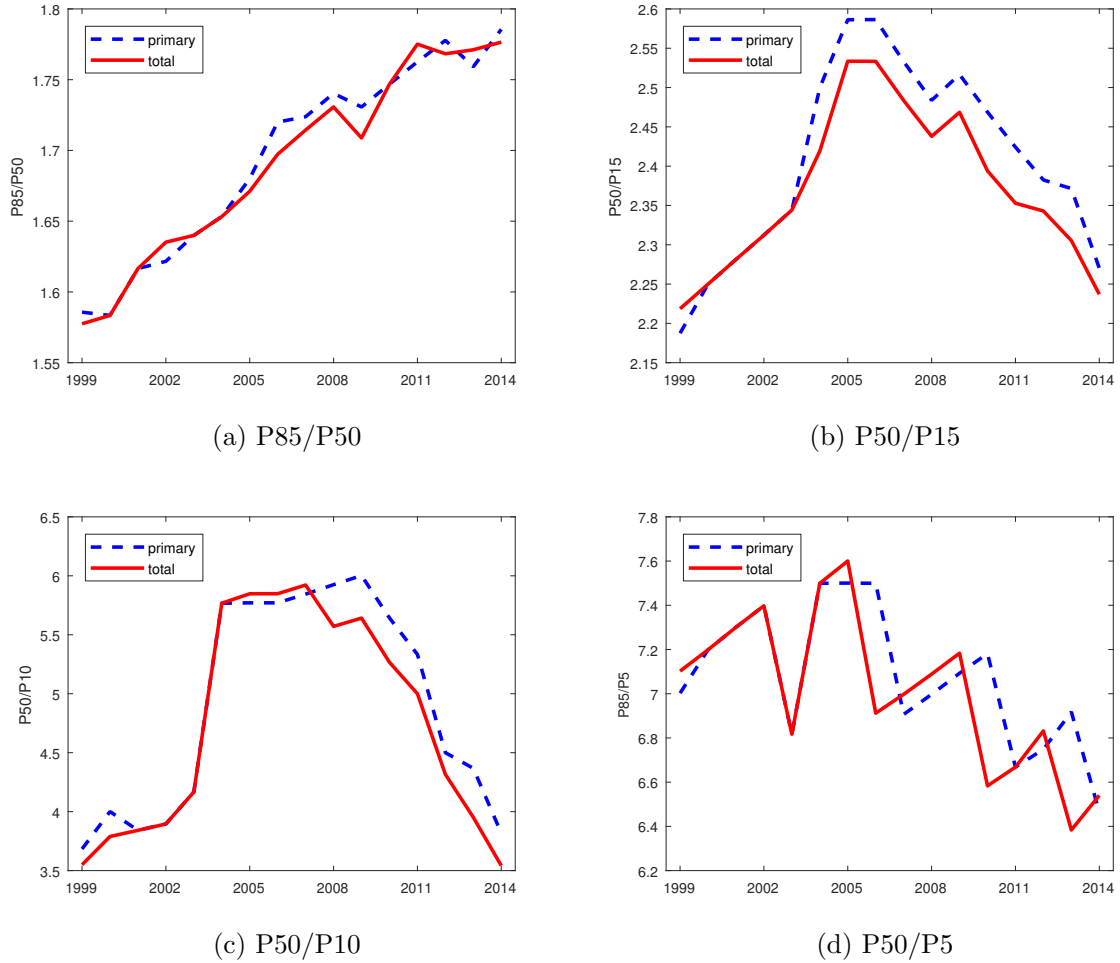 P85/P50
1.8
1.75
1.7
1.65
1.6
1.55
primary
total
1999 2002 2005 2008 2011 2014
(a) P85/P50
P50/P15
2.6
2.55
2.5
2.45
2.4
2.35
2.3
2.25
2.2
2.15
primary
total
1999 2002 2005 2008 2011 2014
(b) P50/P15
P50/P10
6.5
6
5.5
5
4.5
4
3.5
primary
total
1999 2002 2005 2008 2011 2014
(c) P50/P10
P85/P5
7.8
7.6
7.4
7.2
7
6.8
6.6
6.4
6.2
primary
total
1999 2002 2005 2008 2011 2014
(d) P50/P5